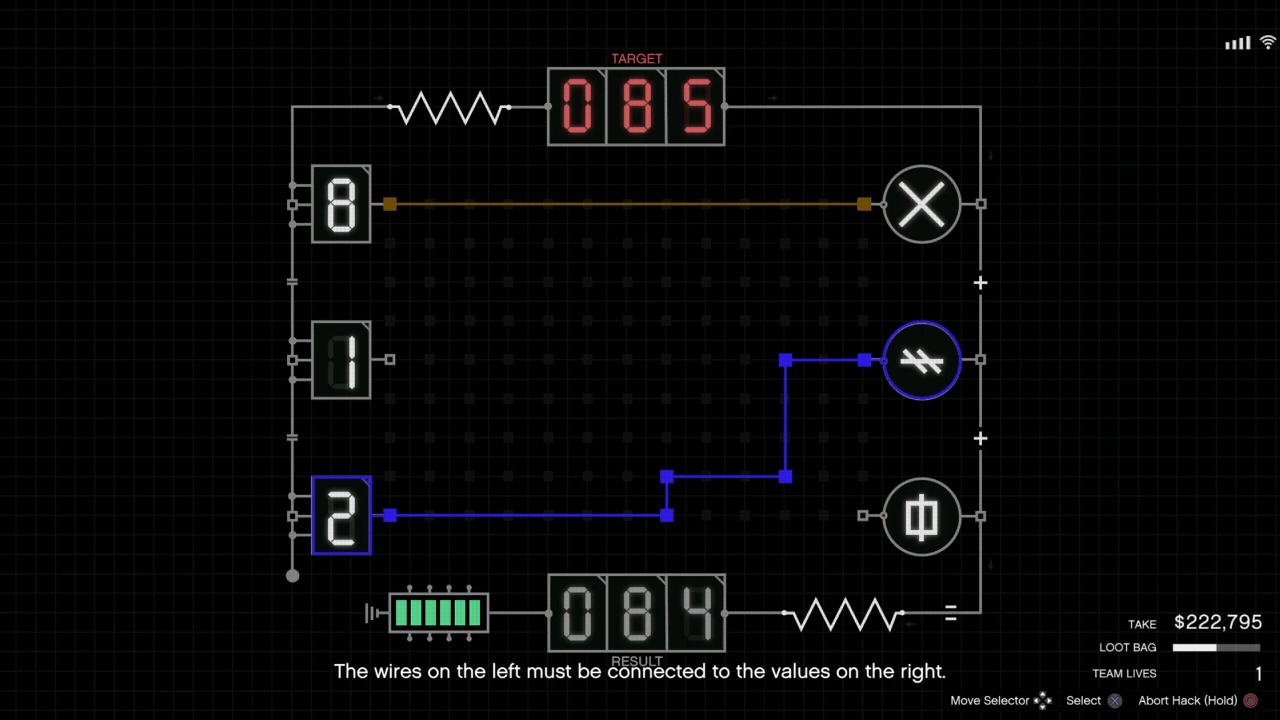 TARGET
085
8
1
2
084
RESULT
The wires on the left must be connected to the values on the right.
TAKE $222,795
LOOT BAG
TEAM LIVES 1
Move Selector Select Abort Hack (Hold)